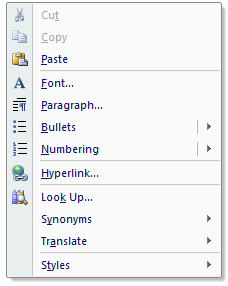 Cut
Copy
Paste
Font...
Paragraph...
Bullets
Numbering
Hyperlink...
Look Up...
Synonyms
Translate
Styles